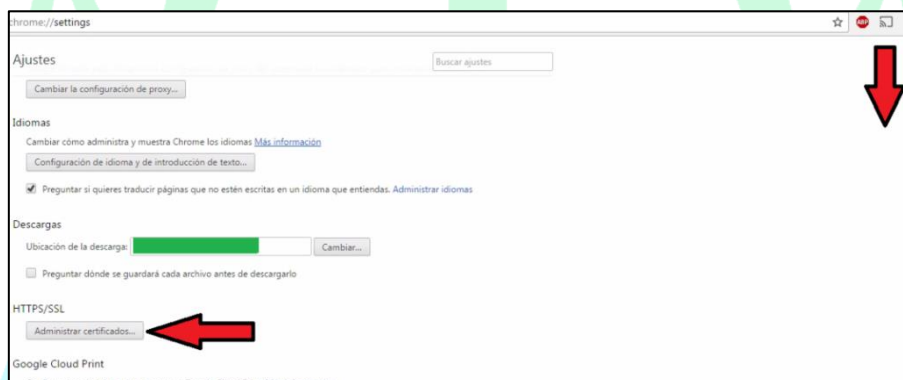 chrome://settings
ABP
Ajustes
Buscar ajustes
Cambiar la configuración de proxy...
Idiomas
Cambiar cómo administra y muestra Chrome los idiomas Más información
Configuración de idioma y de introducción de texto...
Preguntar si quieres traducir páginas que no estén escritas en un idioma que entiendas. Administrar idiomas
Descargas
Ubicación de la descarga: Cambiar...
Preguntar dónde se guardará cada archivo antes de descargarlo
HTTPS/SSL
Administrar certificados...
Google Cloud Print